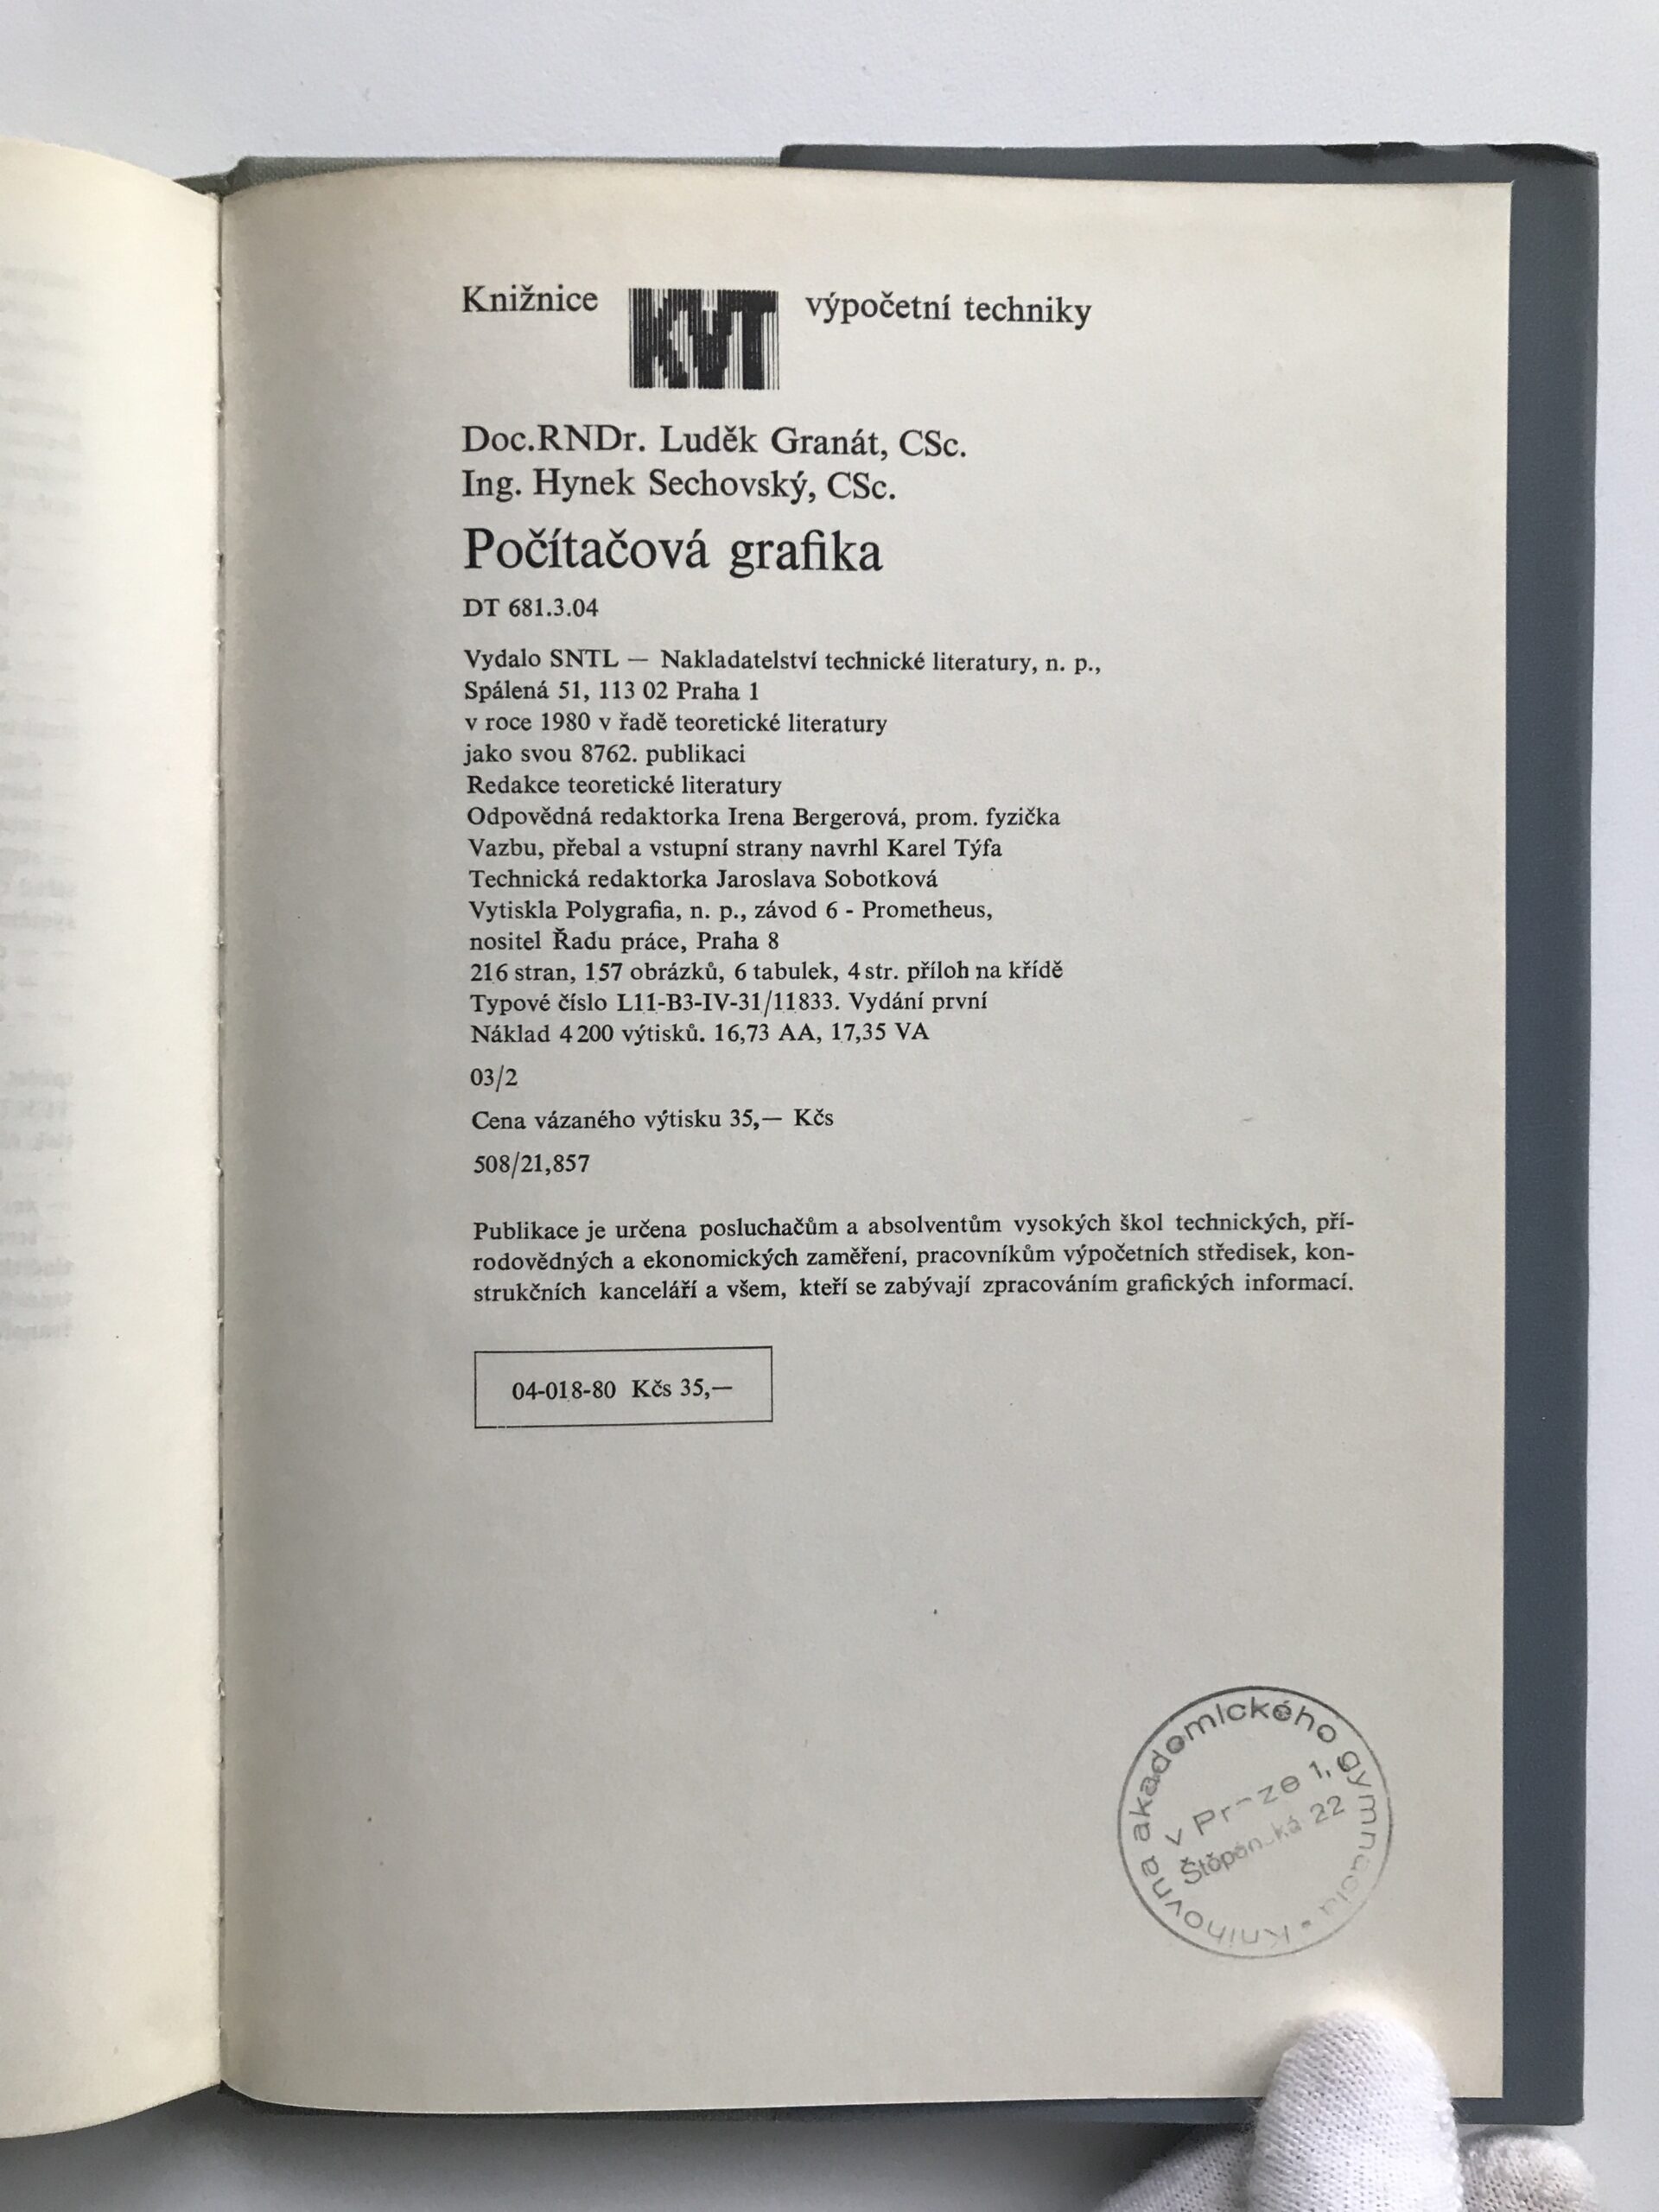 Knižnice KVT výpočetní techniky
Doc.RNDr. Luděk Granát, CSc.
Ing. Hynek Sechovský, CSc.
Počítačová grafika
DT 681.3.04
Vydalo SNTL — Nakladatelství technické literatury, n. p.,
Spálená 51, 113 02 Praha 1
v roce 1980 v řadě teoretické literatury
jako svou 8762. publikaci
Redakce teoretické literatury
Odpovědná redaktorka Irena Bergerová, prom. fyzička
Vazbu, přebal a vstupní strany navrhl Karel Týfa
Technická redaktorka Jaroslava Sobotková
Vytiskla Polygrafia, n. p., závod 6 - Prometheus,
nositel Řadu práce, Praha 8
216 stran, 157 obrázků, 6 tabulek, 4 str. příloh na křídě
Typové číslo L11-B3-IV-31/11833. Vydání první
Náklad 4 200 výtisků. 16,73 AA, 17,35 VA
03/2
Cena vázaného výtisku 35,— Kčs
508/21,857
Publikace je určena posluchačům a absolventům vysokých škol technických, pří-
rodovědných a ekonomických zaměření, pracovníkům výpočetních středisek, kon-
strukčních kanceláří a všem, kteří se zabývají zpracováním grafických informací.
04-018-80 Kčs 35,—
Knihovna akademického gymnasia •
v Praze 1,
Štěpánská 22